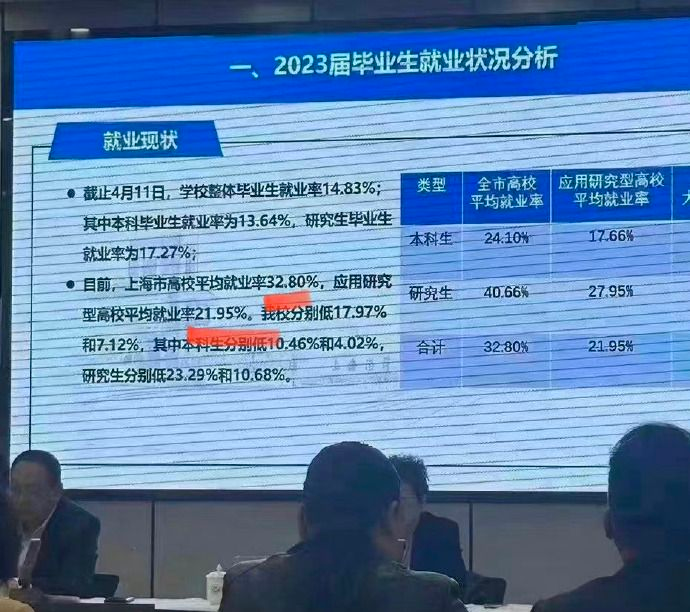 一、2023届毕业生就业状况分析
就业现状
● 截止4月11日，学校整体毕业生就业率14.83%；
其中本科毕业生就业率为13.64%，研究生毕业生
就业率为17.27%；
● 目前，上海市高校平均就业率32.80%，应用研究
型高校平均就业率21.95%。我校分别低17.97%
和7.12%，其中本科生分别低10.46%和4.02%，
研究生分别低23.29%和10.68%。
类型 全市高校 应用研究型高校
平均就业率 平均就业率
本科生 24.10% 17.66%
研究生 40.66% 27.95%
合计 32.80% 21.95%